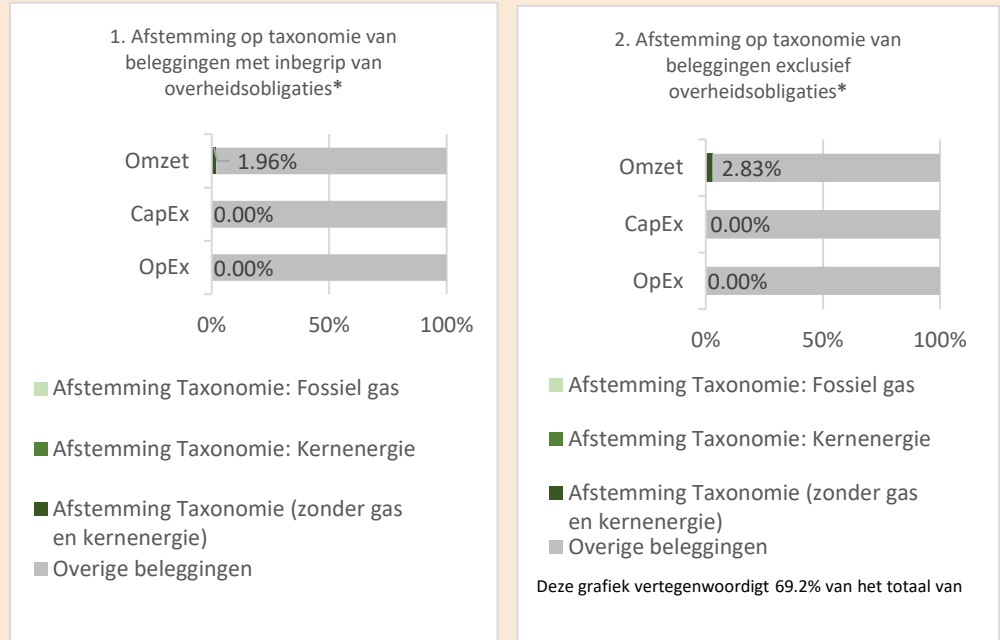 1. Afstemming op taxonomie van
beleggingen met inbegrip van
overheidsobligaties*
Omzet
1.96%
CapEx
0.00%
OpEx
0.00%
0%
50%
100%
Afstemming Taxonomie: Fossiel gas
Afstemming Taxonomie: Kernenergie
Afstemming Taxonomie (zonder gas
en kernenergie)
Overige beleggingen
2. Afstemming op taxonomie van
beleggingen exclusief
overheidsobligaties*
Omzet
2.83%
CapEx
0.00%
OpEx
0.00%
0%
50%
100%
Afstemming Taxonomie: Fossiel gas
Afstemming Taxonomie: Kernenergie
Afstemming Taxonomie (zonder gas
en kernenergie)
Overige beleggingen
Deze grafiek vertegenwoordigt 69.2% van het totaal van